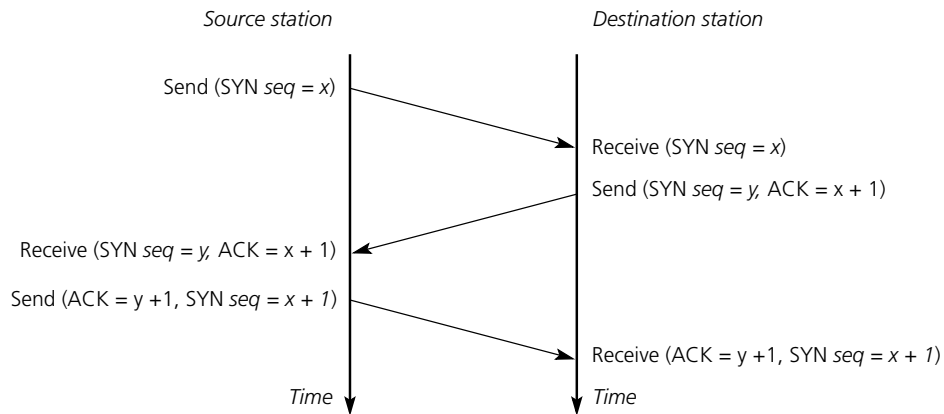 Source station
Destination station
Send (SYN seq = x)
Receive (SYN seq = x)
Send (SYN seq = y, ACK = x + 1)
Receive (SYN seq = y, ACK = x + 1)
Send (ACK = y +1, SYN seq = x + 1)
Receive (ACK = y +1, SYN seq = x + 1)
Time
Time